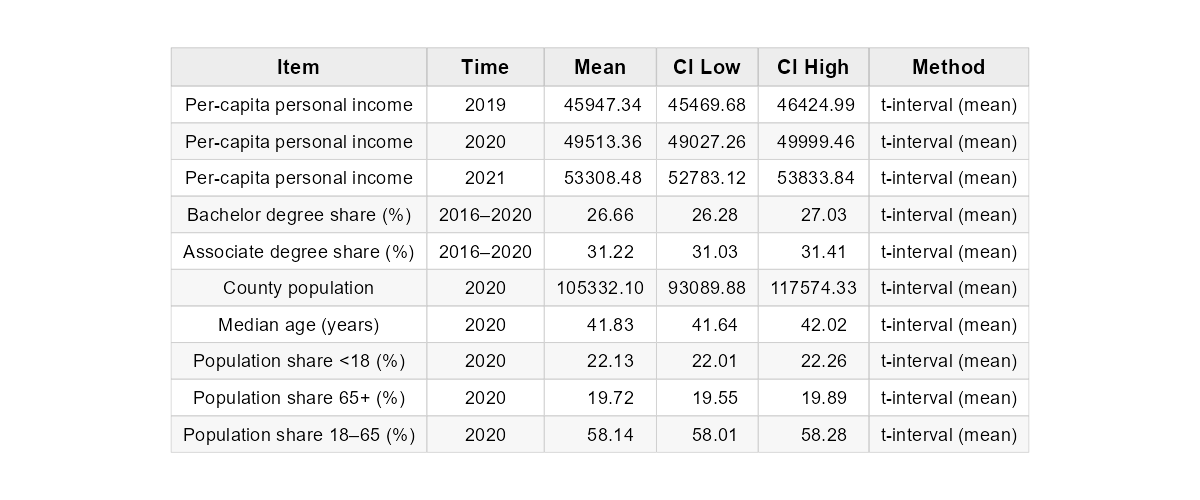 Item Time Mean CI Low CI High Method
Per-capita personal income 2019 45947.34 45469.68 46424.99 t-interval (mean)
Per-capita personal income 2020 49513.36 49027.26 49999.46 t-interval (mean)
Per-capita personal income 2021 53308.48 52783.12 53833.84 t-interval (mean)
Bachelor degree share (%) 2016–2020 26.66 26.28 27.03 t-interval (mean)
Associate degree share (%) 2016–2020 31.22 31.03 31.41 t-interval (mean)
County population 2020 105332.10 93089.88 117574.33 t-interval (mean)
Median age (years) 2020 41.83 41.64 42.02 t-interval (mean)
Population share <18 (%) 2020 22.13 22.01 22.26 t-interval (mean)
Population share 65+ (%) 2020 19.72 19.55 19.89 t-interval (mean)
Population share 18–65 (%) 2020 58.14 58.01 58.28 t-interval (mean)